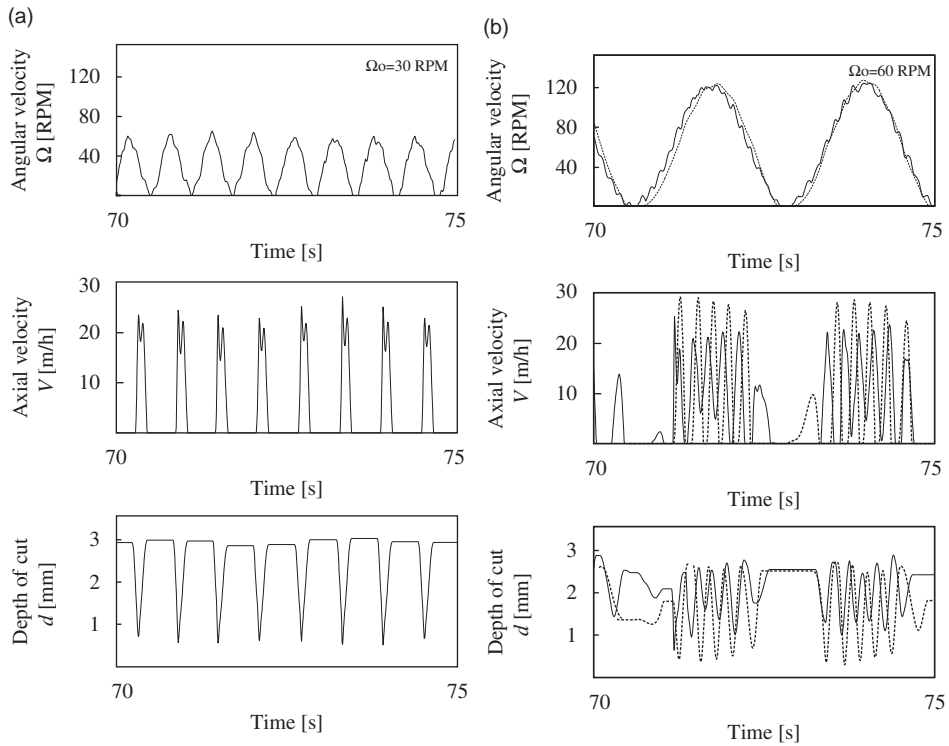 (a)
Angular velocity
Ω [RPM]
120
80
40
Ωo=30 RPM
70
75
Time [s]
Axial velocity
V [m/h]
30
20
10
70
75
Time [s]
Depth of cut
d [mm]
3
2
1
70
75
Time [s]
(b)
Angular velocity
Ω [RPM]
120
80
40
Ωo=60 RPM
70
75
Time [s]
Axial velocity
V [m/h]
30
20
10
70
75
Time [s]
Depth of cut
d [mm]
3
2
1
70
75
Time [s]